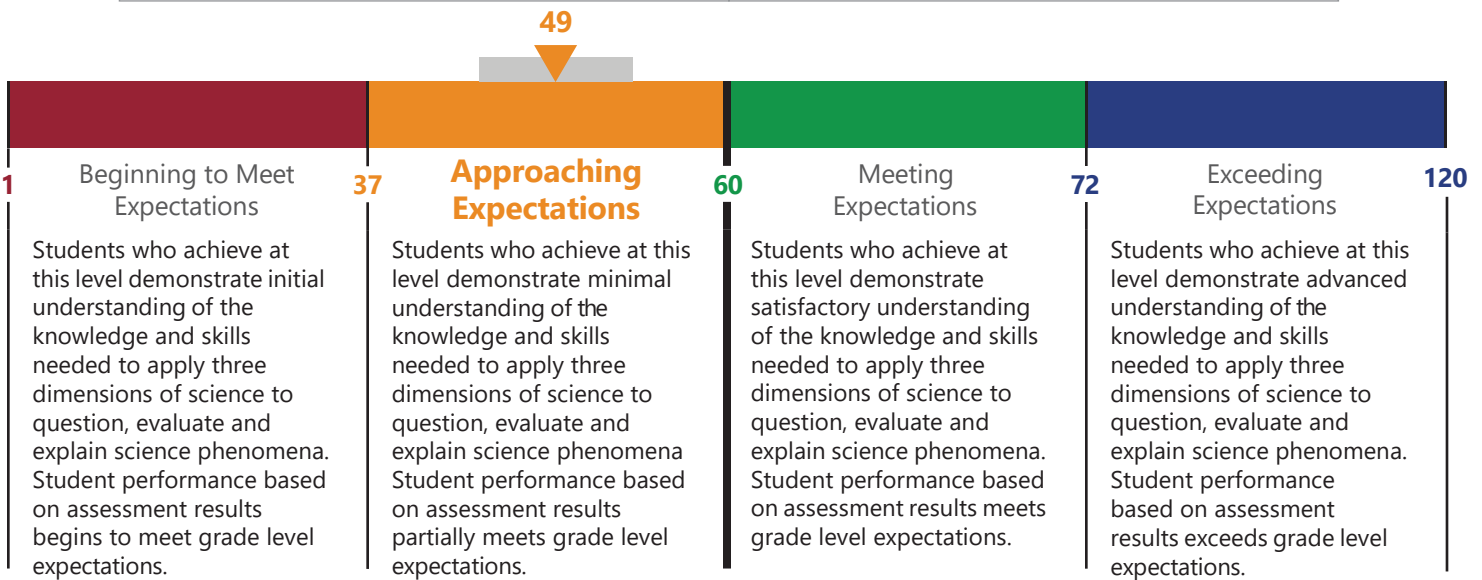 49
1
Beginning to Meet
Expectations
37
Approaching
Expectations
60
Meeting
Expectations
72
Exceeding
Expectations
120
Students who achieve at
this level demonstrate initial
understanding of the
knowledge and skills
needed to apply three
dimensions of science to
question, evaluate and
explain science phenomena.
Student performance based
on assessment results
begins to meet grade level
expectations.
Students who achieve at this
level demonstrate minimal
understanding of the
knowledge and skills
needed to apply three
dimensions of science to
question, evaluate and
explain science phenomena
Student performance based
on assessment results
partially meets grade level
expectations.
Students who achieve at
this level demonstrate
satisfactory understanding
of the knowledge and skills
needed to apply three
dimensions of science to
question, evaluate and
explain science phenomena.
Student performance based
on assessment results meets
grade level expectations.
Students who achieve at this
level demonstrate advanced
understanding of the
knowledge and skills
needed to apply three
dimensions of science to
question, evaluate and
explain science phenomena.
Student performance
based on assessment
results exceeds grade level
expectations.